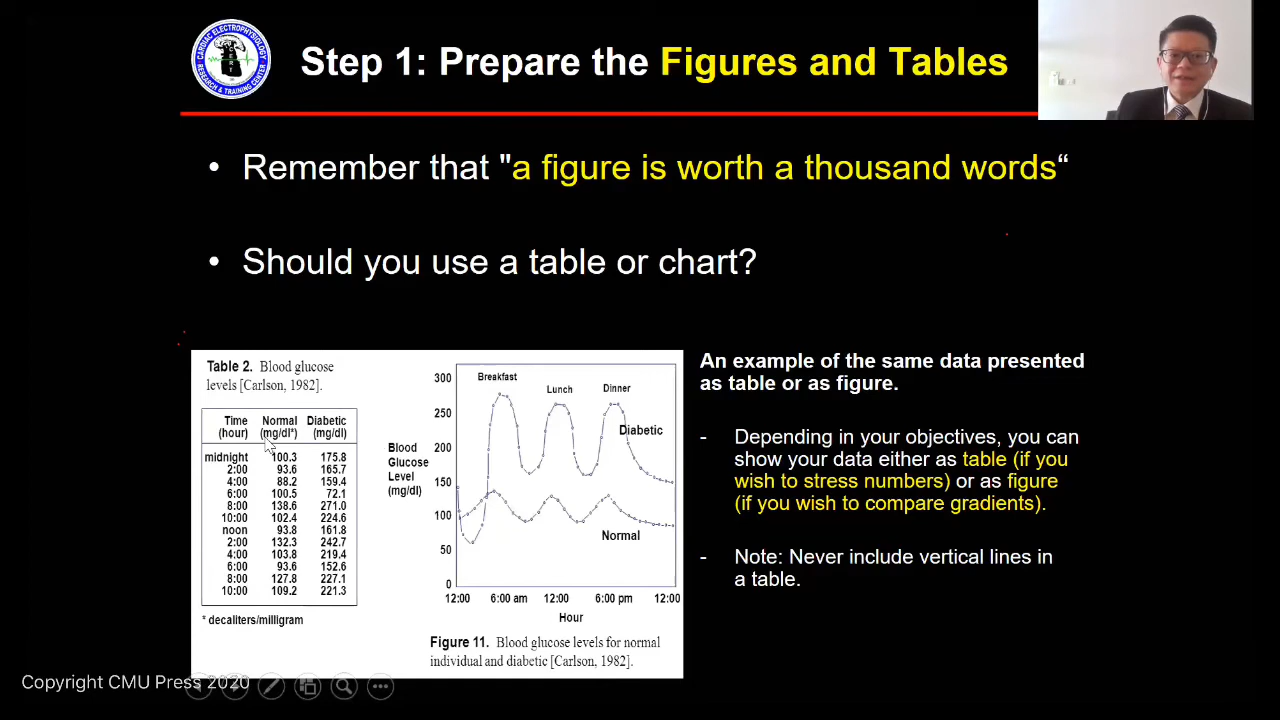 CARDIAC ELECTROPHYSIOLOGY
RESEARCH & TRAINING CENTER
Step 1: Prepare the Figures and Tables
• Remember that "a figure is worth a thousand words“
• Should you use a table or chart?
Table 2. Blood glucose
levels [Carlson, 1982].
Time Normal Diabetic
(hour) (mg/dl*) (mg/dl)
midnight 100.3 175.8
2:00 93.6 165.7
4:00 88.2 159.4
6:00 100.5 72.1
8:00 138.6 271.0
10:00 102.4 224.6
noon 93.8 161.8
2:00 132.3 242.7
4:00 103.8 219.4
6:00 93.6 152.6
8:00 127.8 227.1
10:00 109.2 221.3
* decaliters/milligram
300
250
200
150
100
50
0
Blood
Glucose
Level
(mg/dl)
Breakfast
Lunch
Dinner
Diabetic
Normal
12:00 6:00 am 12:00 6:00 pm 12:00
Hour
Figure 11. Blood glucose levels for normal
individual and diabetic [Carlson, 1982].
An example of the same data presented
as table or as figure.
- Depending in your objectives, you can
show your data either as table (if you
wish to stress numbers) or as figure
(if you wish to compare gradients).
- Note: Never include vertical lines in
a table.
Copyright CMU Press 2020